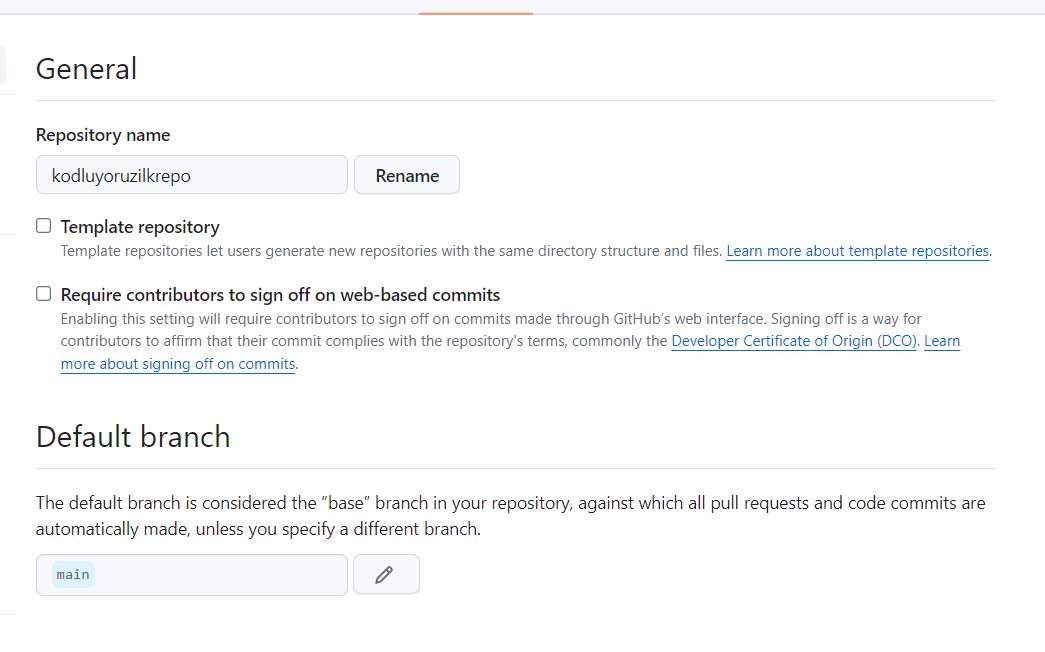 General
Repository name
kodluyoruzilkrepo
Rename
Template repository
Template repositories let users generate new repositories with the same directory structure and files. Learn more about template repositories.
Require contributors to sign off on web-based commits
Enabling this setting will require contributors to sign off on commits made through GitHub’s web interface. Signing off is a way for
contributors to affirm that their commit complies with the repository's terms, commonly the Developer Certificate of Origin (DCO). Learn
more about signing off on commits.
Default branch
The default branch is considered the “base” branch in your repository, against which all pull requests and code commits are
automatically made, unless you specify a different branch.
main